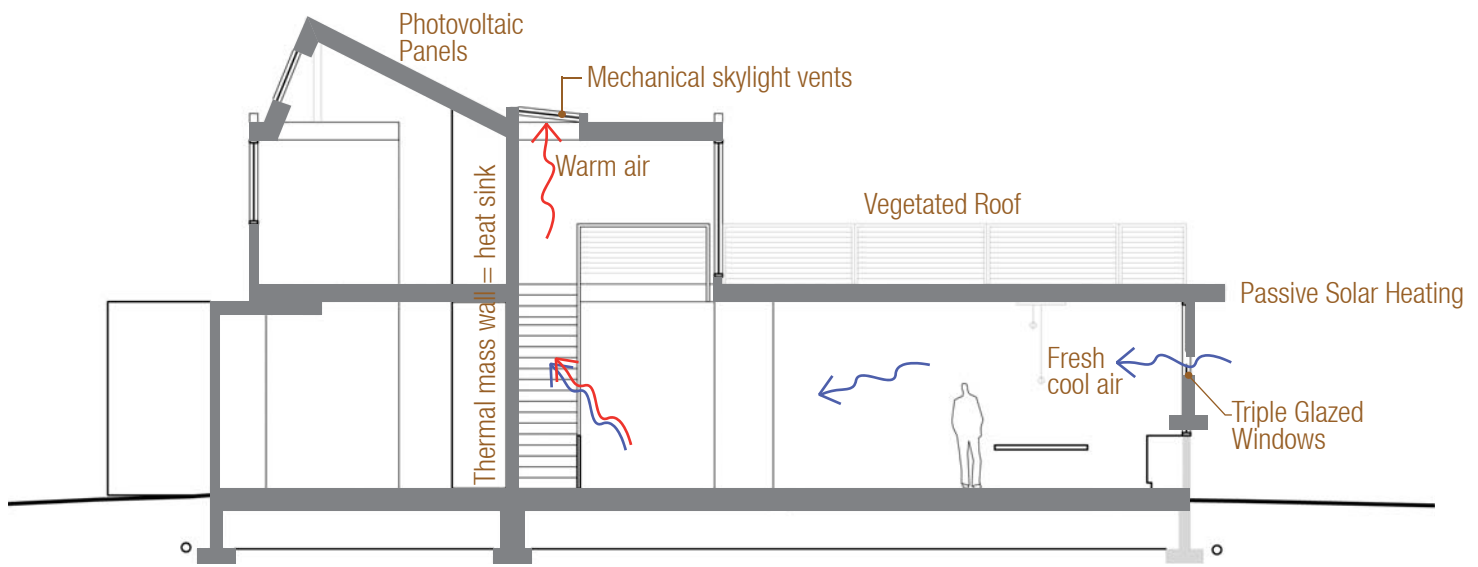 Photovoltaic
Panels
Mechanical skylight vents
Warm air
Thermal mass wall = heat sink
Vegetated Roof
Passive Solar Heating
Fresh
cool air
Triple Glazed
Windows